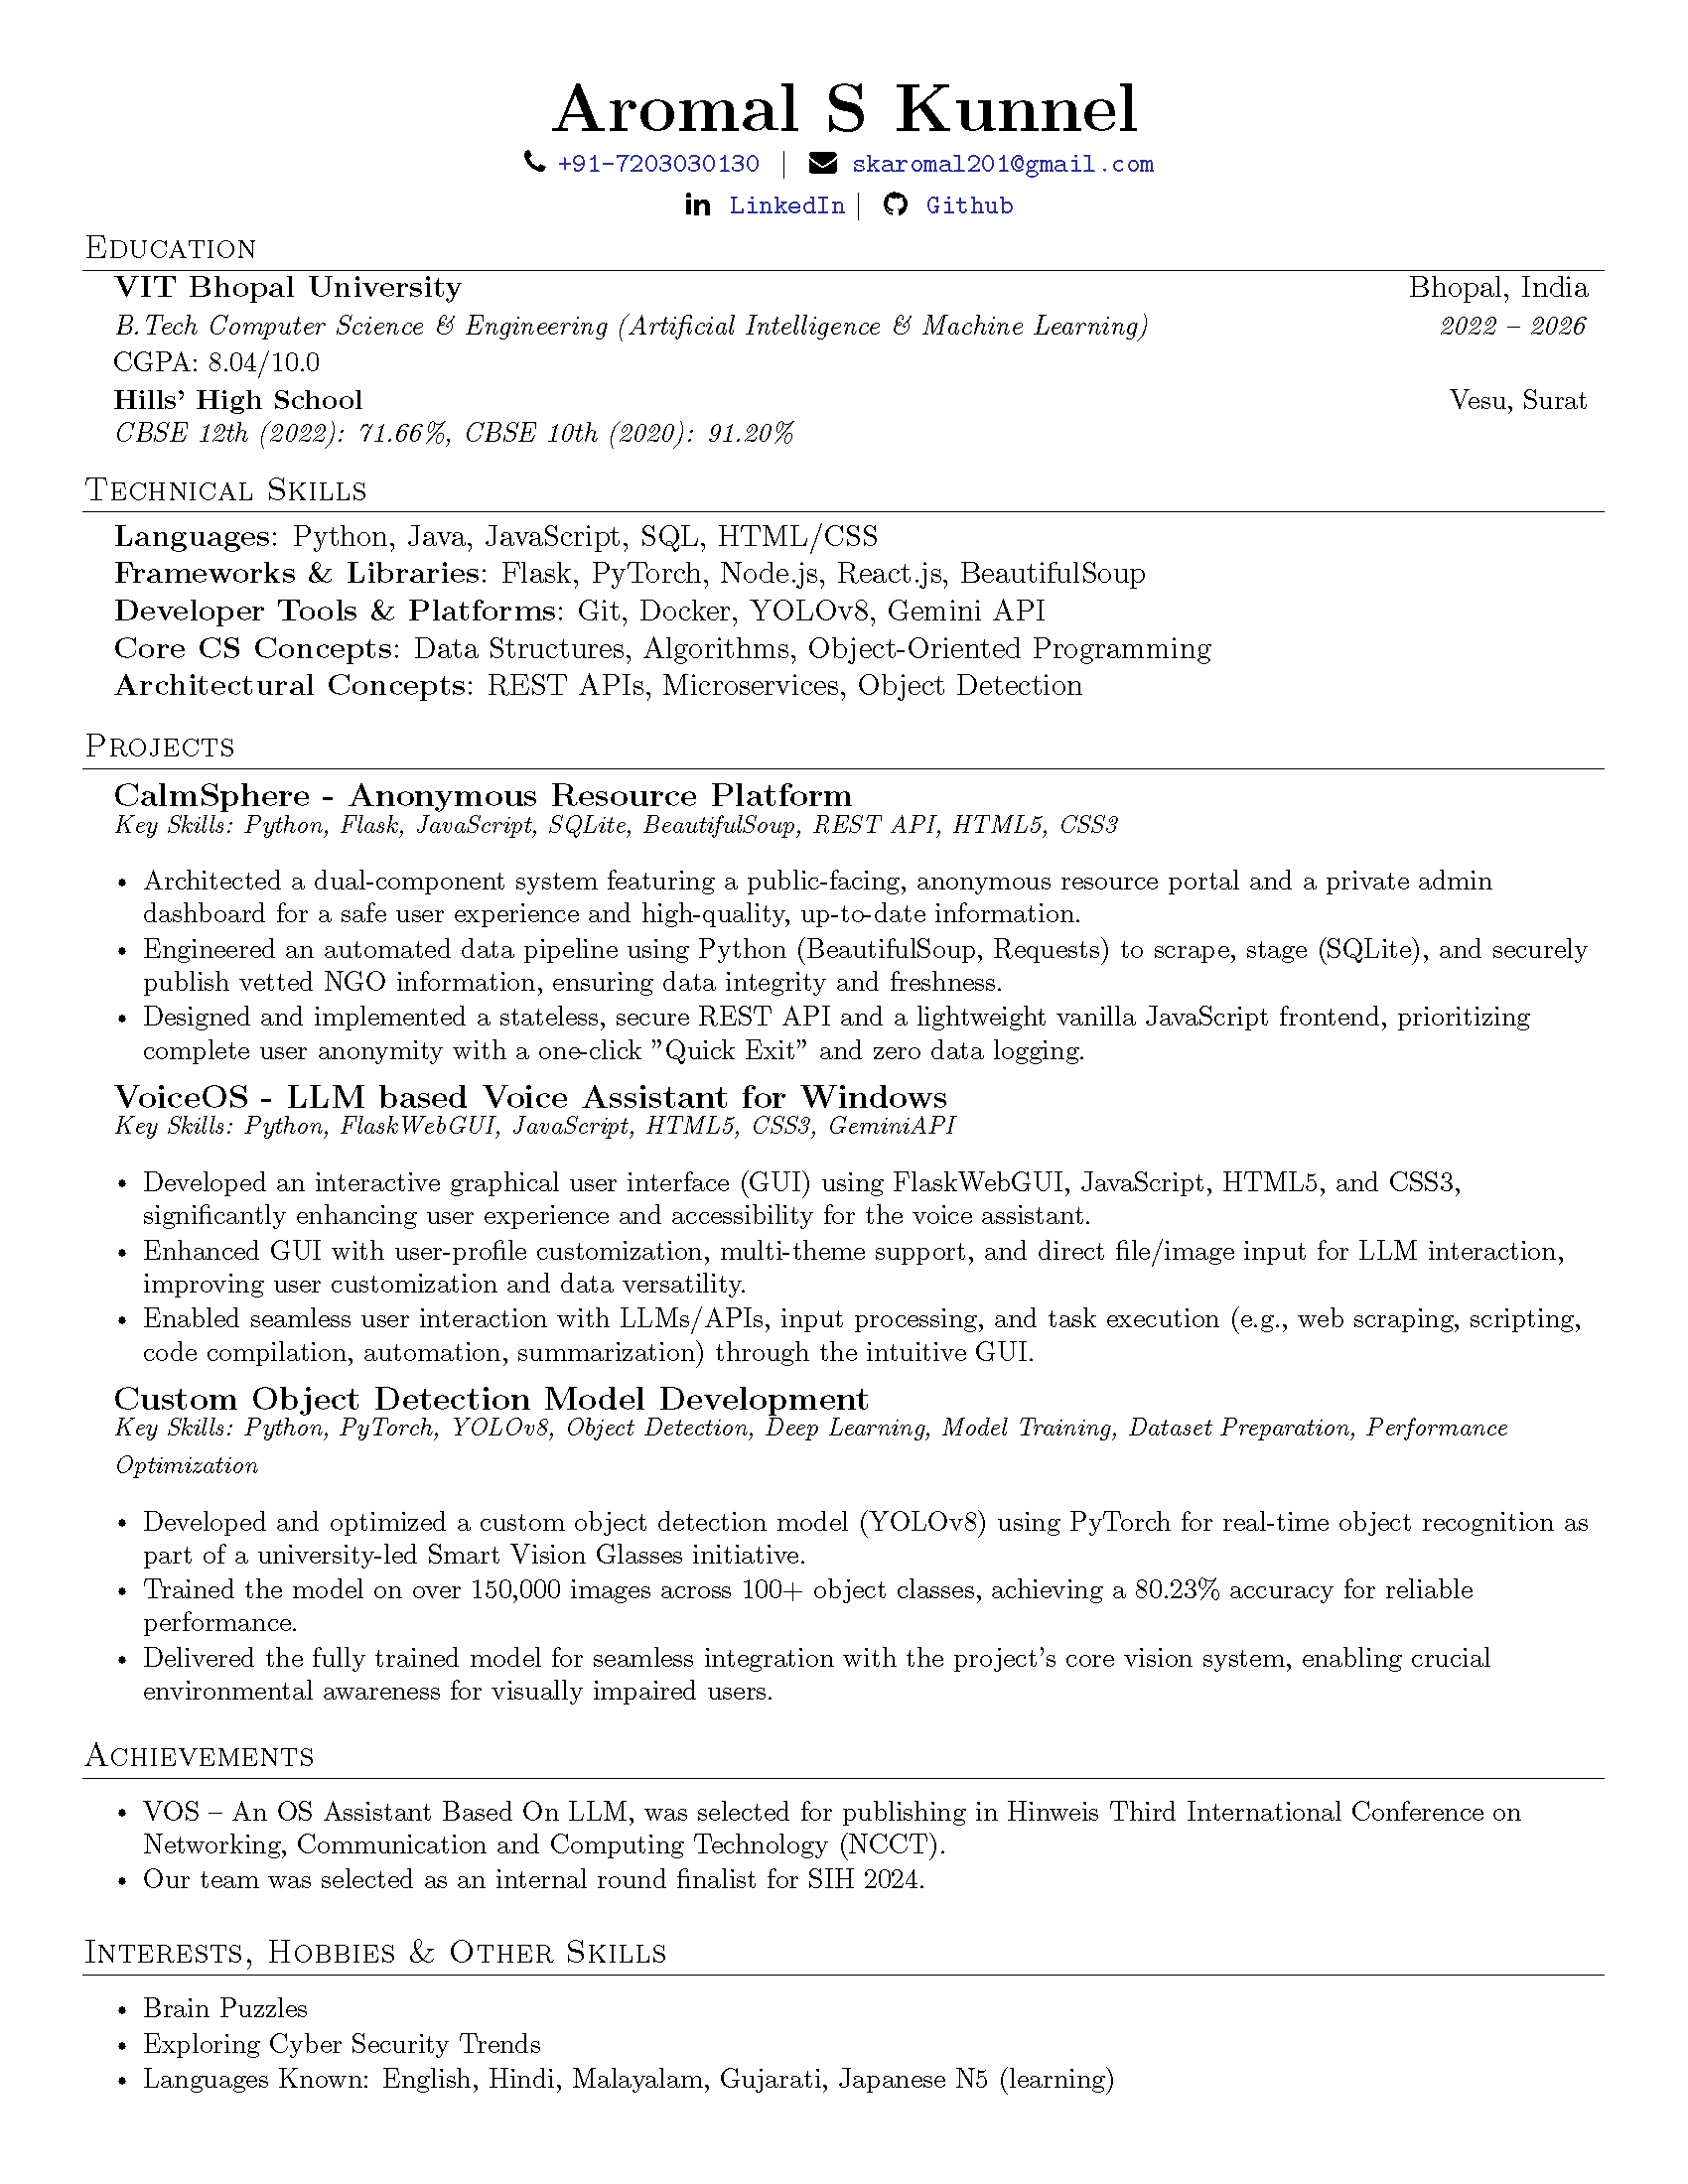 Aromal S Kunnel
+91-7203030130 | skaromal201@gmail.com
LinkedIn | Github
Education
VIT Bhopal University Bhopal, India
B.Tech Computer Science & Engineering (Artificial Intelligence & Machine Learning) 2022 – 2026
CGPA: 8.04/10.0
Hills' High School Vesu, Surat
CBSE 12th (2022): 71.66%, CBSE 10th (2020): 91.20%
Technical Skills
Languages: Python, Java, JavaScript, SQL, HTML/CSS
Frameworks & Libraries: Flask, PyTorch, Node.js, React.js, BeautifulSoup
Developer Tools & Platforms: Git, Docker, YOLOv8, Gemini API
Core CS Concepts: Data Structures, Algorithms, Object-Oriented Programming
Architectural Concepts: REST APIs, Microservices, Object Detection
Projects
CalmSphere - Anonymous Resource Platform
Key Skills: Python, Flask, JavaScript, SQLite, BeautifulSoup, REST API, HTML5, CSS3
• Architected a dual-component system featuring a public-facing, anonymous resource portal and a private admin
dashboard for a safe user experience and high-quality, up-to-date information.
• Engineered an automated data pipeline using Python (BeautifulSoup, Requests) to scrape, stage (SQLite), and securely
publish vetted NGO information, ensuring data integrity and freshness.
• Designed and implemented a stateless, secure REST API and a lightweight vanilla JavaScript frontend, prioritizing
complete user anonymity with a one-click ”Quick Exit” and zero data logging.
VoiceOS - LLM based Voice Assistant for Windows
Key Skills: Python, FlaskWebGUI, JavaScript, HTML5, CSS3, GeminiAPI
• Developed an interactive graphical user interface (GUI) using FlaskWebGUI, JavaScript, HTML5, and CSS3,
significantly enhancing user experience and accessibility for the voice assistant.
• Enhanced GUI with user-profile customization, multi-theme support, and direct file/image input for LLM interaction,
improving user customization and data versatility.
• Enabled seamless user interaction with LLMs/APIs, input processing, and task execution (e.g., web scraping, scripting,
code compilation, automation, summarization) through the intuitive GUI.
Custom Object Detection Model Development
Key Skills: Python, PyTorch, YOLOv8, Object Detection, Deep Learning, Model Training, Dataset Preparation, Performance
Optimization
• Developed and optimized a custom object detection model (YOLOv8) using PyTorch for real-time object recognition as
part of a university-led Smart Vision Glasses initiative.
• Trained the model on over 150,000 images across 100+ object classes, achieving a 80.23% accuracy for reliable
performance.
• Delivered the fully trained model for seamless integration with the project's core vision system, enabling crucial
environmental awareness for visually impaired users.
Achievements
• VOS – An OS Assistant Based On LLM, was selected for publishing in Hinweis Third International Conference on
Networking, Communication and Computing Technology (NCCT).
• Our team was selected as an internal round finalist for SIH 2024.
Interests, Hobbies & Other Skills
• Brain Puzzles
• Exploring Cyber Security Trends
• Languages Known: English, Hindi, Malayalam, Gujarati, Japanese N5 (learning)